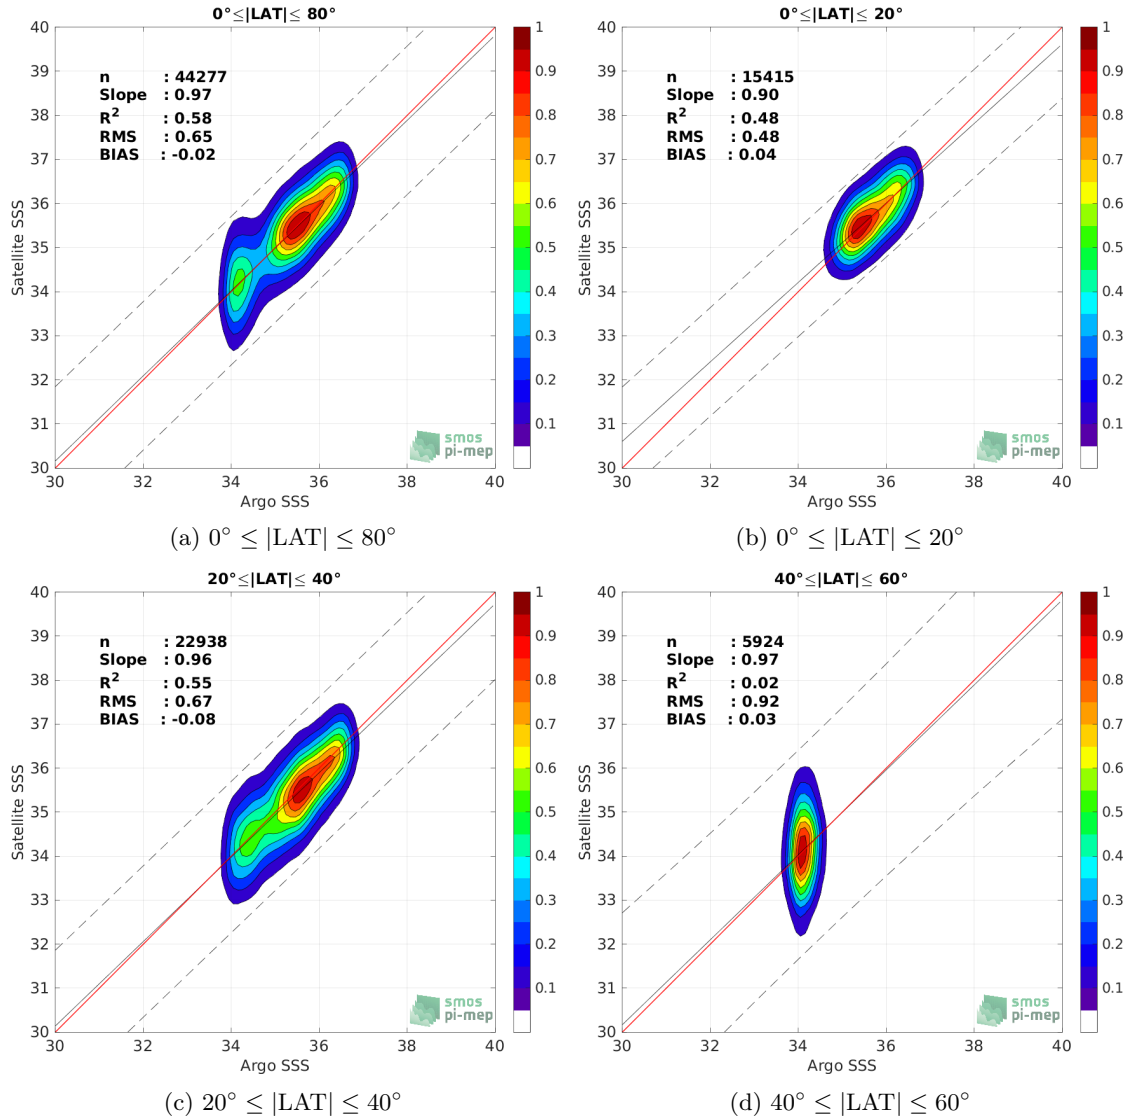 0°≤|LAT|≤ 80°
n : 44277
Slope : 0.97
R² : 0.58
RMS : 0.65
BIAS : -0.02
Satellite SSS
40
39
38
37
36
35
34
33
32
31
30
30 32 34 36 38 40
Argo SSS
smos
pi-mep
1
0.9
0.8
0.7
0.6
0.5
0.4
0.3
0.2
0.1
(a) 0° ≤ |LAT| ≤ 80°
0°≤|LAT|≤ 20°
n : 15415
Slope : 0.90
R² : 0.48
RMS : 0.48
BIAS : 0.04
Satellite SSS
40
39
38
37
36
35
34
33
32
31
30
30 32 34 36 38 40
Argo SSS
smos
pi-mep
1
0.9
0.8
0.7
0.6
0.5
0.4
0.3
0.2
0.1
(b) 0° ≤ |LAT| ≤ 20°
20°≤|LAT|≤ 40°
n : 22938
Slope : 0.96
R² : 0.55
RMS : 0.67
BIAS : -0.08
Satellite SSS
40
39
38
37
36
35
34
33
32
31
30
30 32 34 36 38 40
Argo SSS
smos
pi-mep
1
0.9
0.8
0.7
0.6
0.5
0.4
0.3
0.2
0.1
(c) 20° ≤ |LAT| ≤ 40°
40°≤|LAT|≤ 60°
n : 5924
Slope : 0.97
R² : 0.02
RMS : 0.92
BIAS : 0.03
Satellite SSS
40
39
38
37
36
35
34
33
32
31
30
30 32 34 36 38 40
Argo SSS
smos
pi-mep
1
0.9
0.8
0.7
0.6
0.5
0.4
0.3
0.2
0.1
(d) 40° ≤ |LAT| ≤ 60°